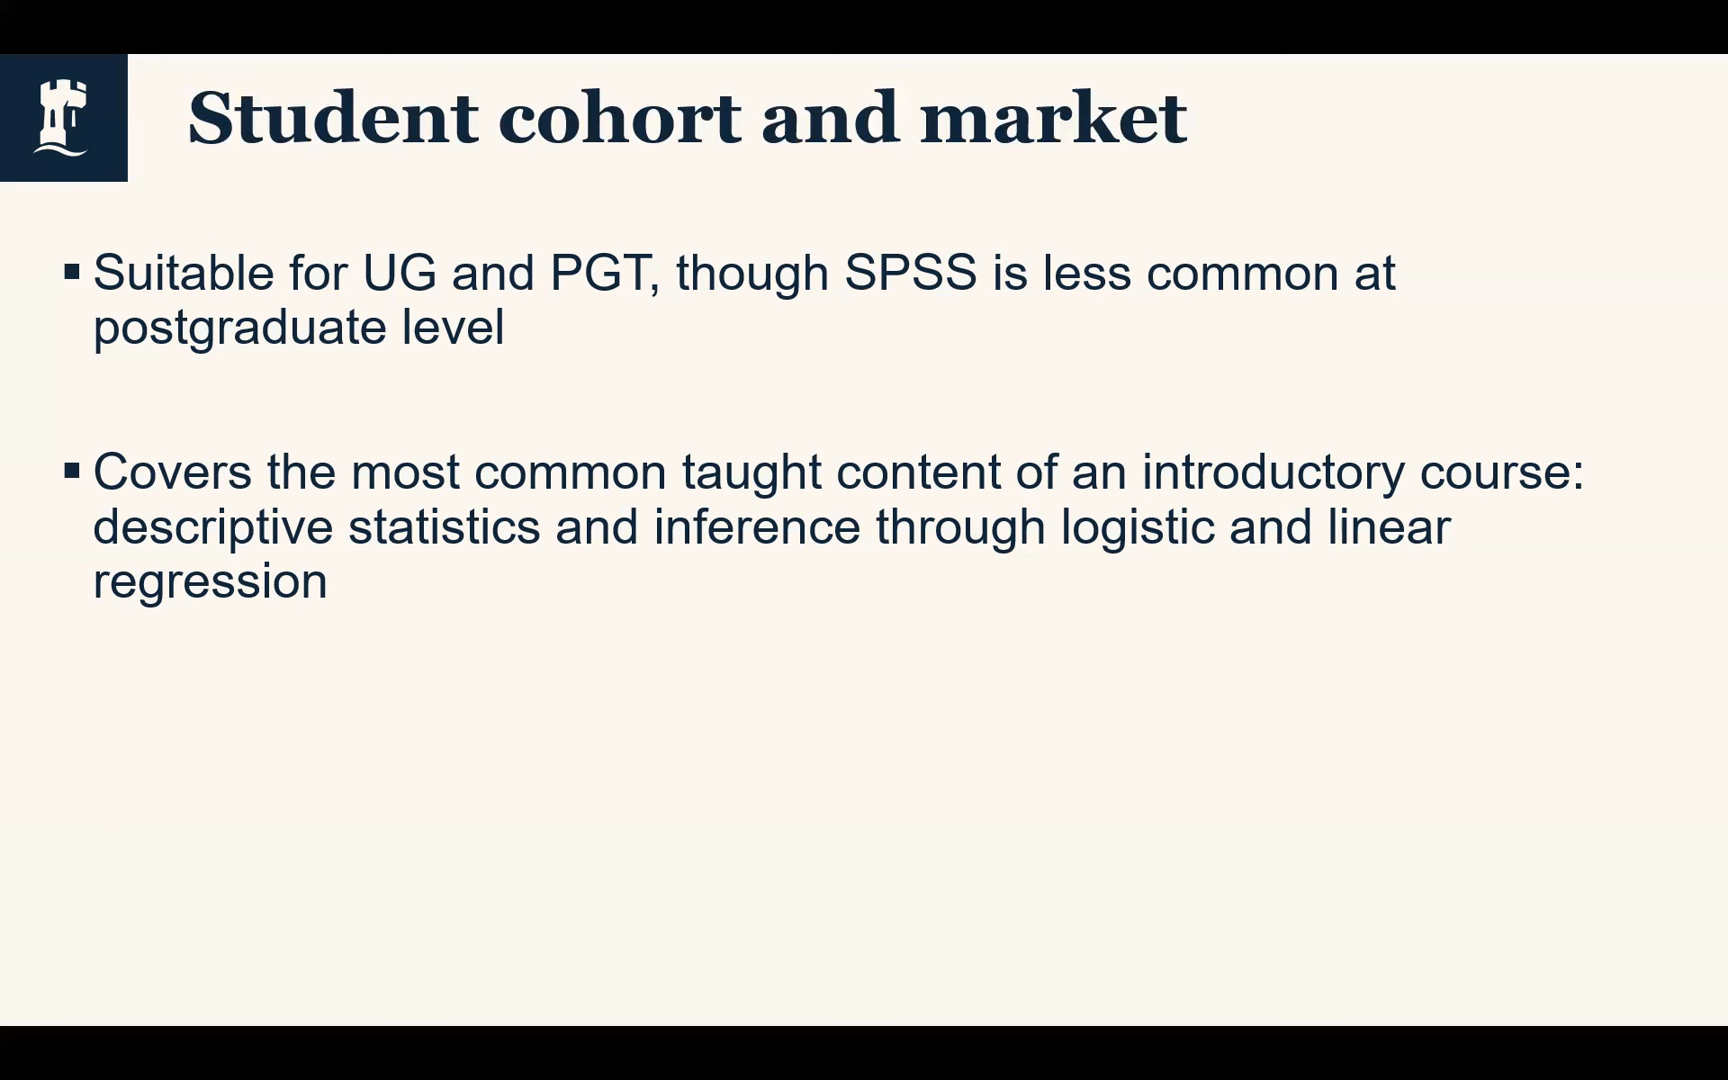 Student cohort and market
▪ Suitable for UG and PGT, though SPSS is less common at
postgraduate level
▪ Covers the most common taught content of an introductory course:
descriptive statistics and inference through logistic and linear
regression